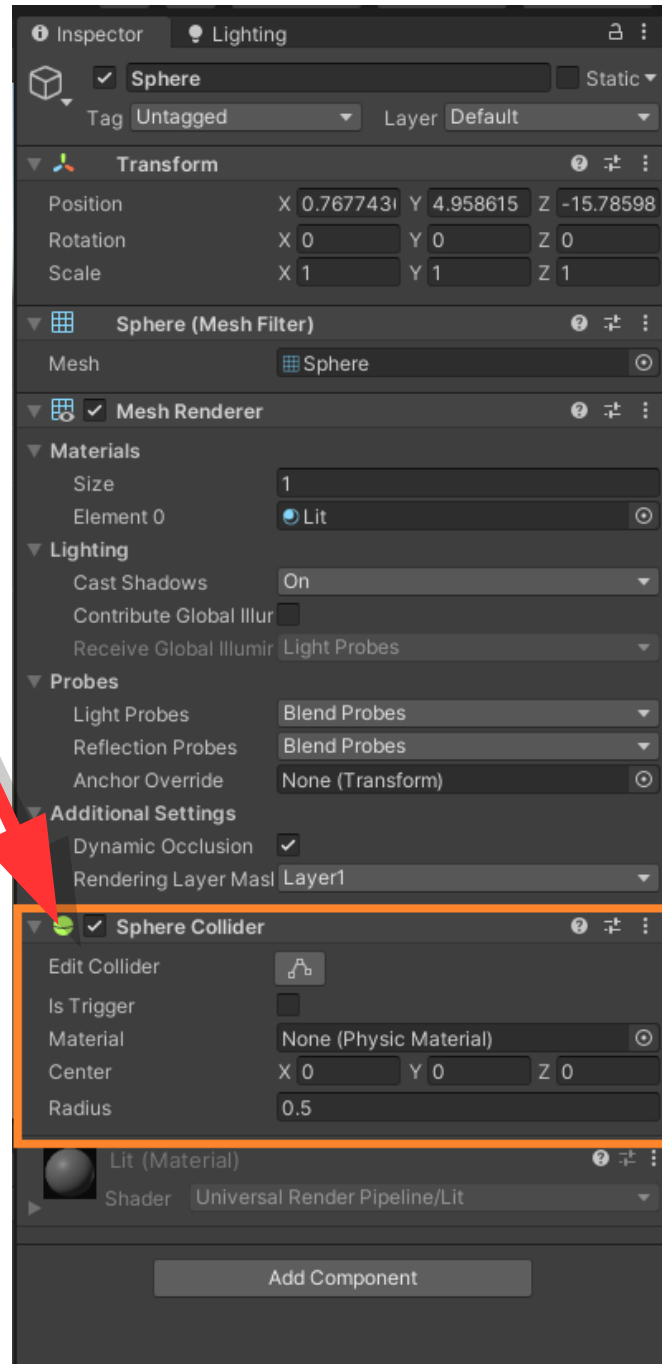 Inspector Lighting
Sphere Static
Tag Untagged Layer Default
Transform
Position X 0.7677430 Y 4.958615 Z -15.78598
Rotation X 0 Y 0 Z 0
Scale X 1 Y 1 Z 1
Sphere (Mesh Filter)
Mesh Sphere
Mesh Renderer
Materials
Size 1
Element 0 Lit
Lighting
Cast Shadows On
Contribute Global Illur
Receive Global Illumir Light Probes
Probes
Light Probes Blend Probes
Reflection Probes Blend Probes
Anchor Override None (Transform)
Additional Settings
Dynamic Occlusion
Rendering Layer Masl Layer1
Sphere Collider
Edit Collider
Is Trigger
Material None (Physic Material)
Center X 0 Y 0 Z 0
Radius 0.5
Lit (Material)
Shader Universal Render Pipeline/Lit
Add Component